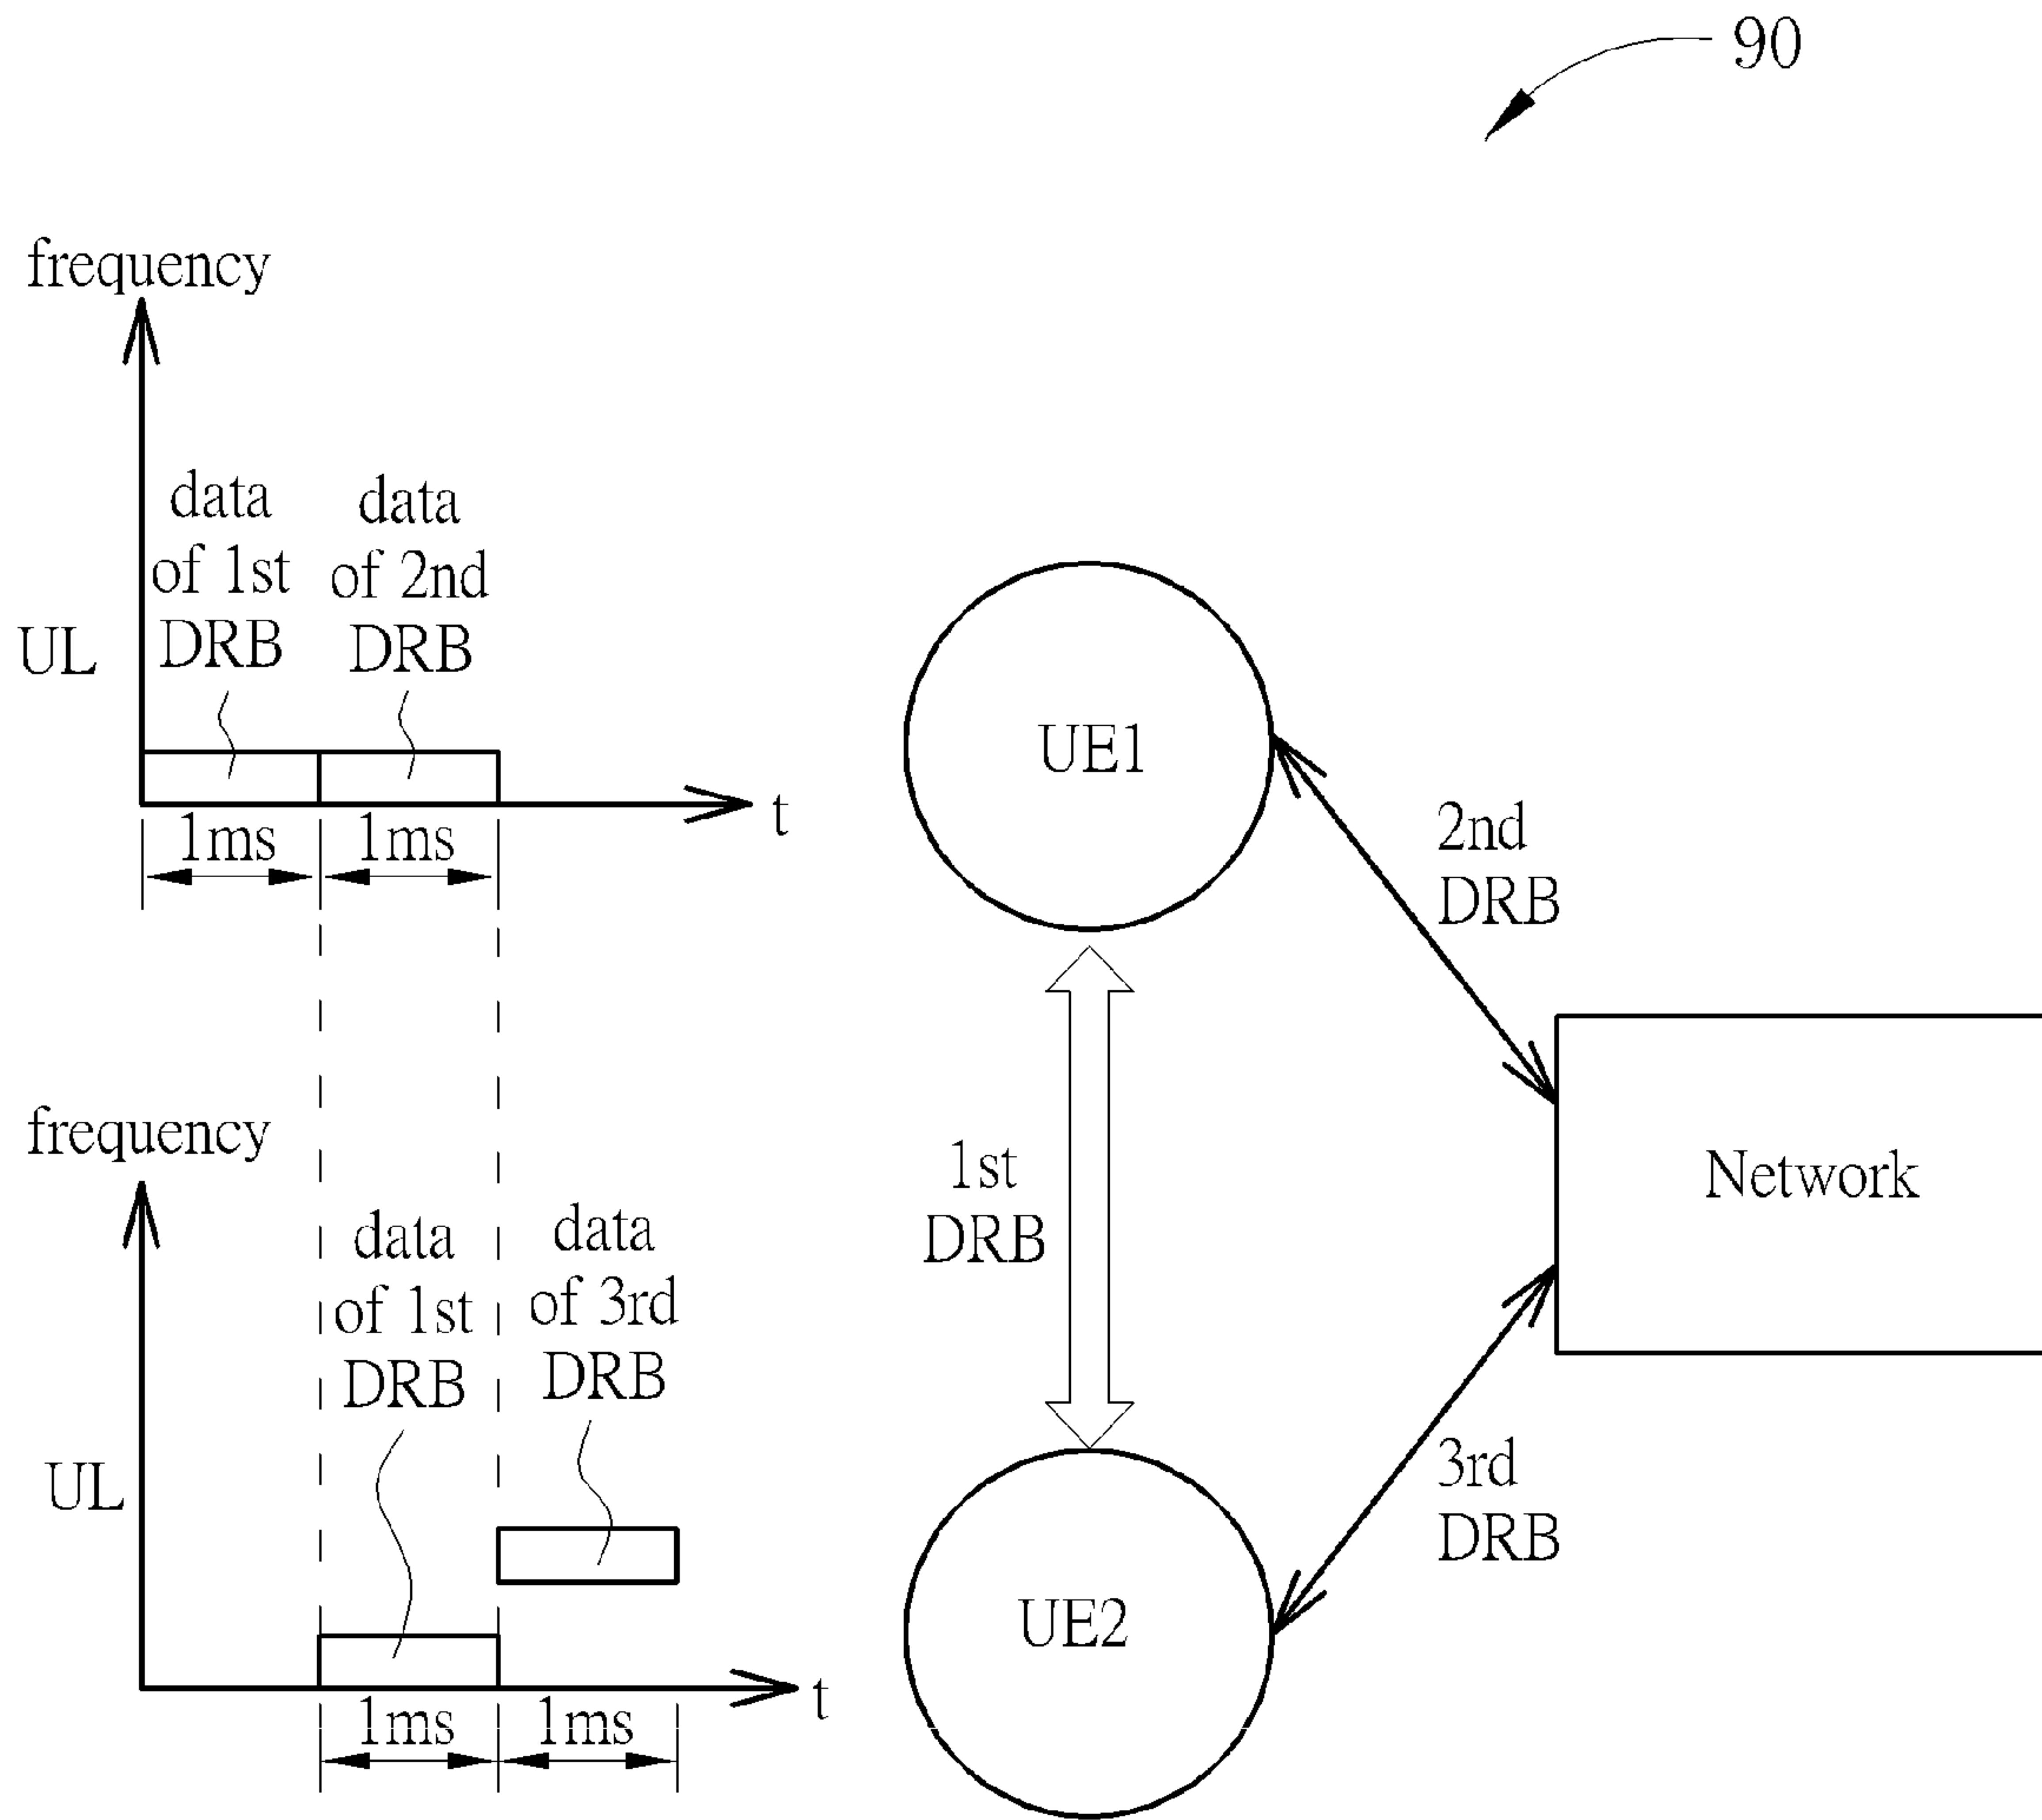 90
frequency
data
of 1st
DRB
data
of 2nd
DRB
UL
t
1ms
1ms
UE1
2nd
DRB
1st
DRB
Network
frequency
data
of 1st
DRB
data
of 3rd
DRB
UL
t
1ms
1ms
3rd
DRB
UE2